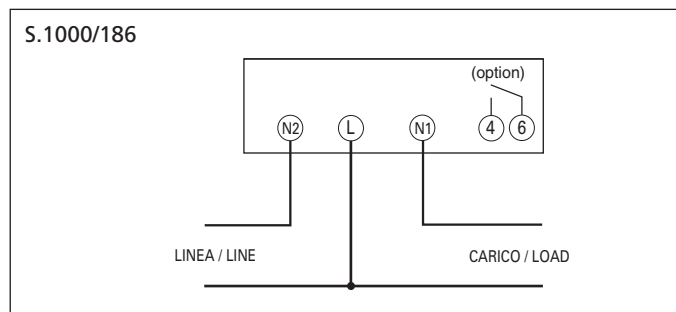 S.1000/186
(option)
N2 L N1 4 6
LINEA / LINE CARICO / LOAD